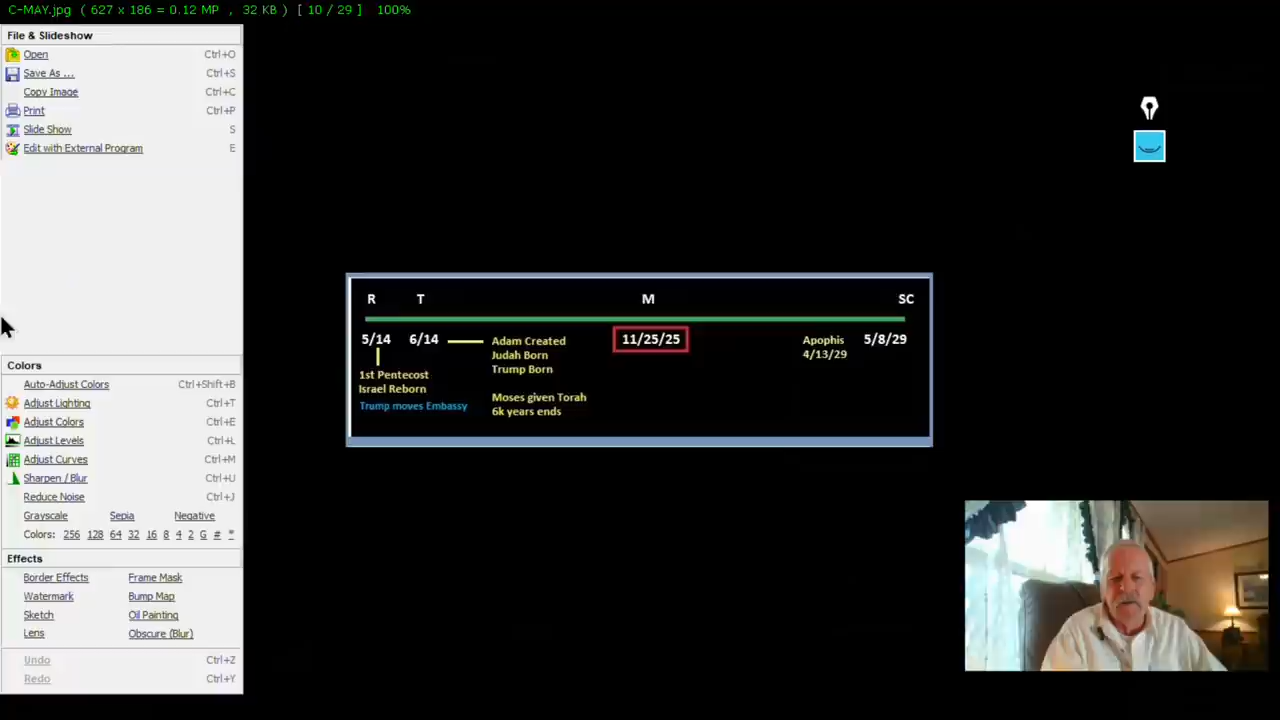 C-MAY.jpg ( 627 x 186 = 0.12 MP , 32 KB ) [ 10 / 29 ] 100%
File & Slideshow
Open Ctrl+O
Save As ... Ctrl+S
Copy Image Ctrl+C
Print Ctrl+P
Slide Show S
Edit with External Program E
R T M SC
5/14 6/14 Adam Created 11/25/25 Apophis 5/8/29
Judah Born 4/13/29
Trump Born
1st Pentecost
Israel Reborn
Trump moves Embassy
Moses given Torah
6k years ends
Colors
Auto-Adjust Colors Ctrl+Shift+B
Adjust Lighting Ctrl+T
Adjust Colors Ctrl+E
Adjust Levels Ctrl+L
Adjust Curves Ctrl+M
Sharpen / Blur Ctrl+U
Reduce Noise Ctrl+J
Grayscale Sepia Negative
Colors: 256 128 64 32 16 8 4 2 G # *
Effects
Border Effects Frame Mask
Watermark Bump Map
Sketch Oil Painting
Lens Obscure (Blur)
Undo Ctrl+Z
Redo Ctrl+Y